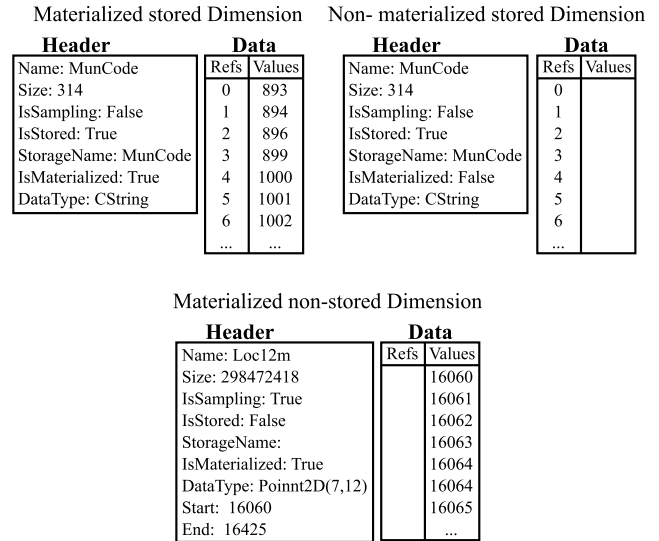 Materialized stored Dimension
Header Data
Name: MunCode
Size: 314
IsSampling: False
IsStored: True
StorageName: MunCode
IsMaterialized: True
DataType: CString
Refs Values
0 893
1 894
2 896
3 899
4 1000
5 1001
6 1002
... ...
Non- materialized stored Dimension
Header Data
Name: MunCode
Size: 314
IsSampling: False
IsStored: True
StorageName: MunCode
IsMaterialized: False
DataType: CString
Refs Values
0
1
2
3
4
5
6
...
Materialized non-stored Dimension
Header Data
Name: Loc12m
Size: 298472418
IsSampling: True
IsStored: False
StorageName:
IsMaterialized: True
DataType: Poinnt2D(7,12)
Start: 16060
End: 16425
Refs Values
16060
16061
16062
16063
16064
16064
16065
...